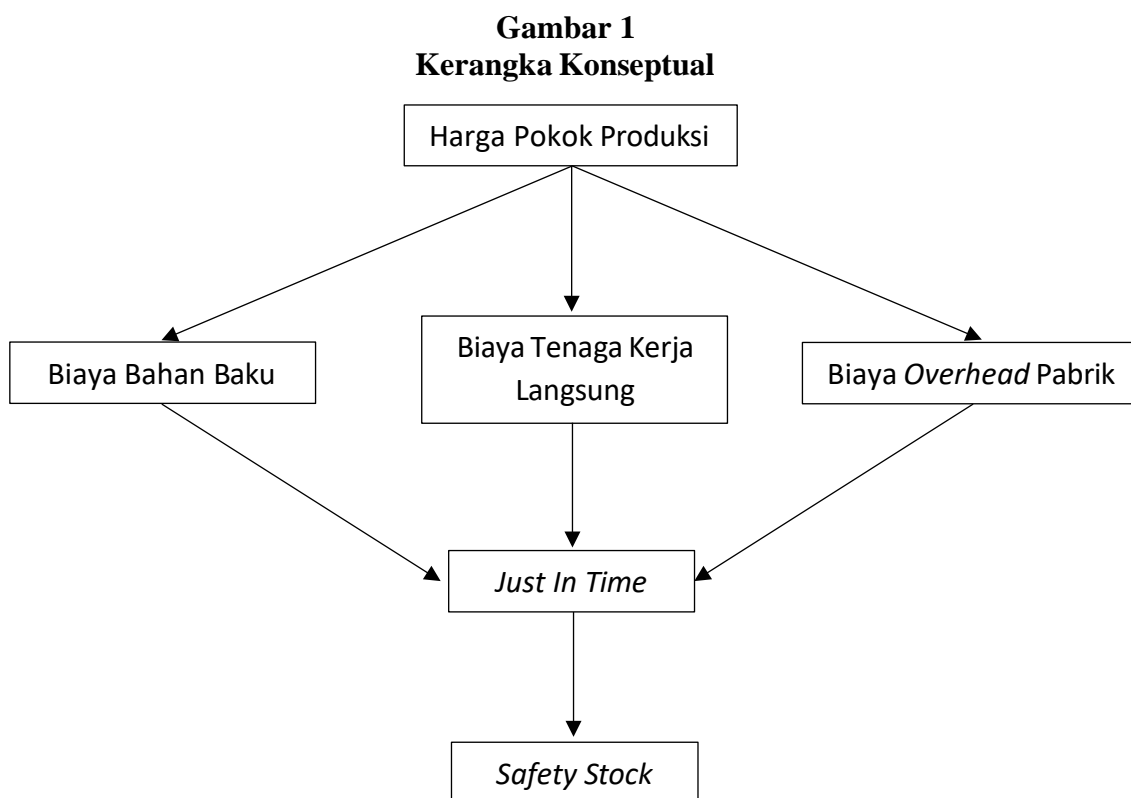 Gambar 1
Kerangka Konseptual
Harga Pokok Produksi
Biaya Bahan Baku
Biaya Tenaga Kerja
Langsung
Biaya Overhead Pabrik
Just In Time
Safety Stock